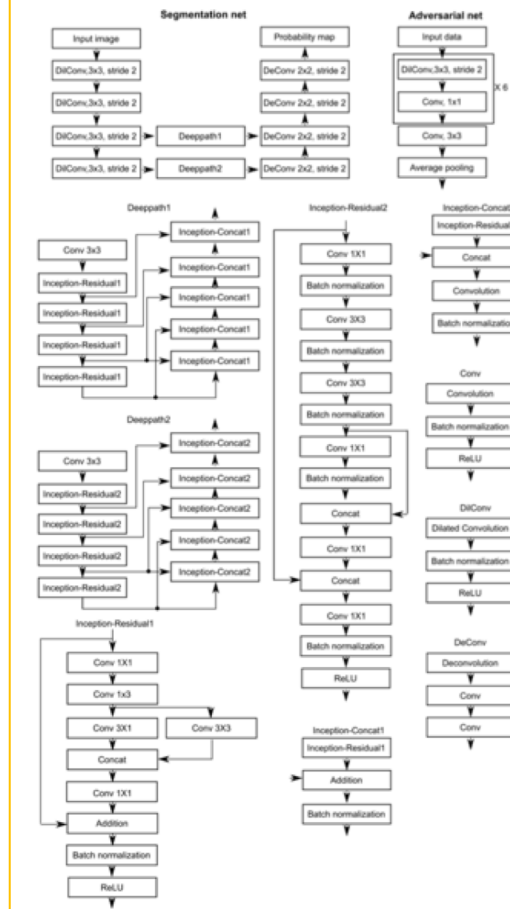 Segmentation net
Input image
DilConv,3x3, stride 2
DilConv,3x3, stride 2
DilConv,3x3, stride 2
DilConv,3x3, stride 2
Deeppath1
Deeppath2
Probability map
DeConv 2x2, stride 2
DeConv 2x2, stride 2
DeConv 2x2, stride 2
DeConv 2x2, stride 2
Adversarial net
Input data
DilConv,3x3, stride 2
Conv, 1x1
X 6
Conv, 3x3
Average pooling
Deeppath1
Conv 3x3
Inception-Residual1
Inception-Residual1
Inception-Residual1
Inception-Residual1
Inception-Concat1
Inception-Concat1
Inception-Concat1
Inception-Concat1
Inception-Concat1
Deeppath2
Conv 3x3
Inception-Residual2
Inception-Residual2
Inception-Residual2
Inception-Residual2
Inception-Concat2
Inception-Concat2
Inception-Concat2
Inception-Concat2
Inception-Concat2
Inception-Residual1
Conv 1X1
Conv 1x3
Conv 3X1
Conv 3X3
Concat
Conv 1X1
Addition
Batch normalization
ReLU
Inception-Residual2
Conv 1X1
Batch normalization
Conv 3X3
Batch normalization
Conv 3X3
Batch normalization
Conv 1X1
Batch normalization
Concat
Conv 1X1
Concat
Conv 1X1
Batch normalization
ReLU
Inception-Concat1
Inception-Residual1
Addition
Batch normalization
Inception-Concat
Inception-Residual
Concat
Convolution
Batch normalization
Conv
Convolution
Batch normalization
ReLU
DilConv
Dilated Convolution
Batch normalization
ReLU
DeConv
Deconvolution
Conv
Conv